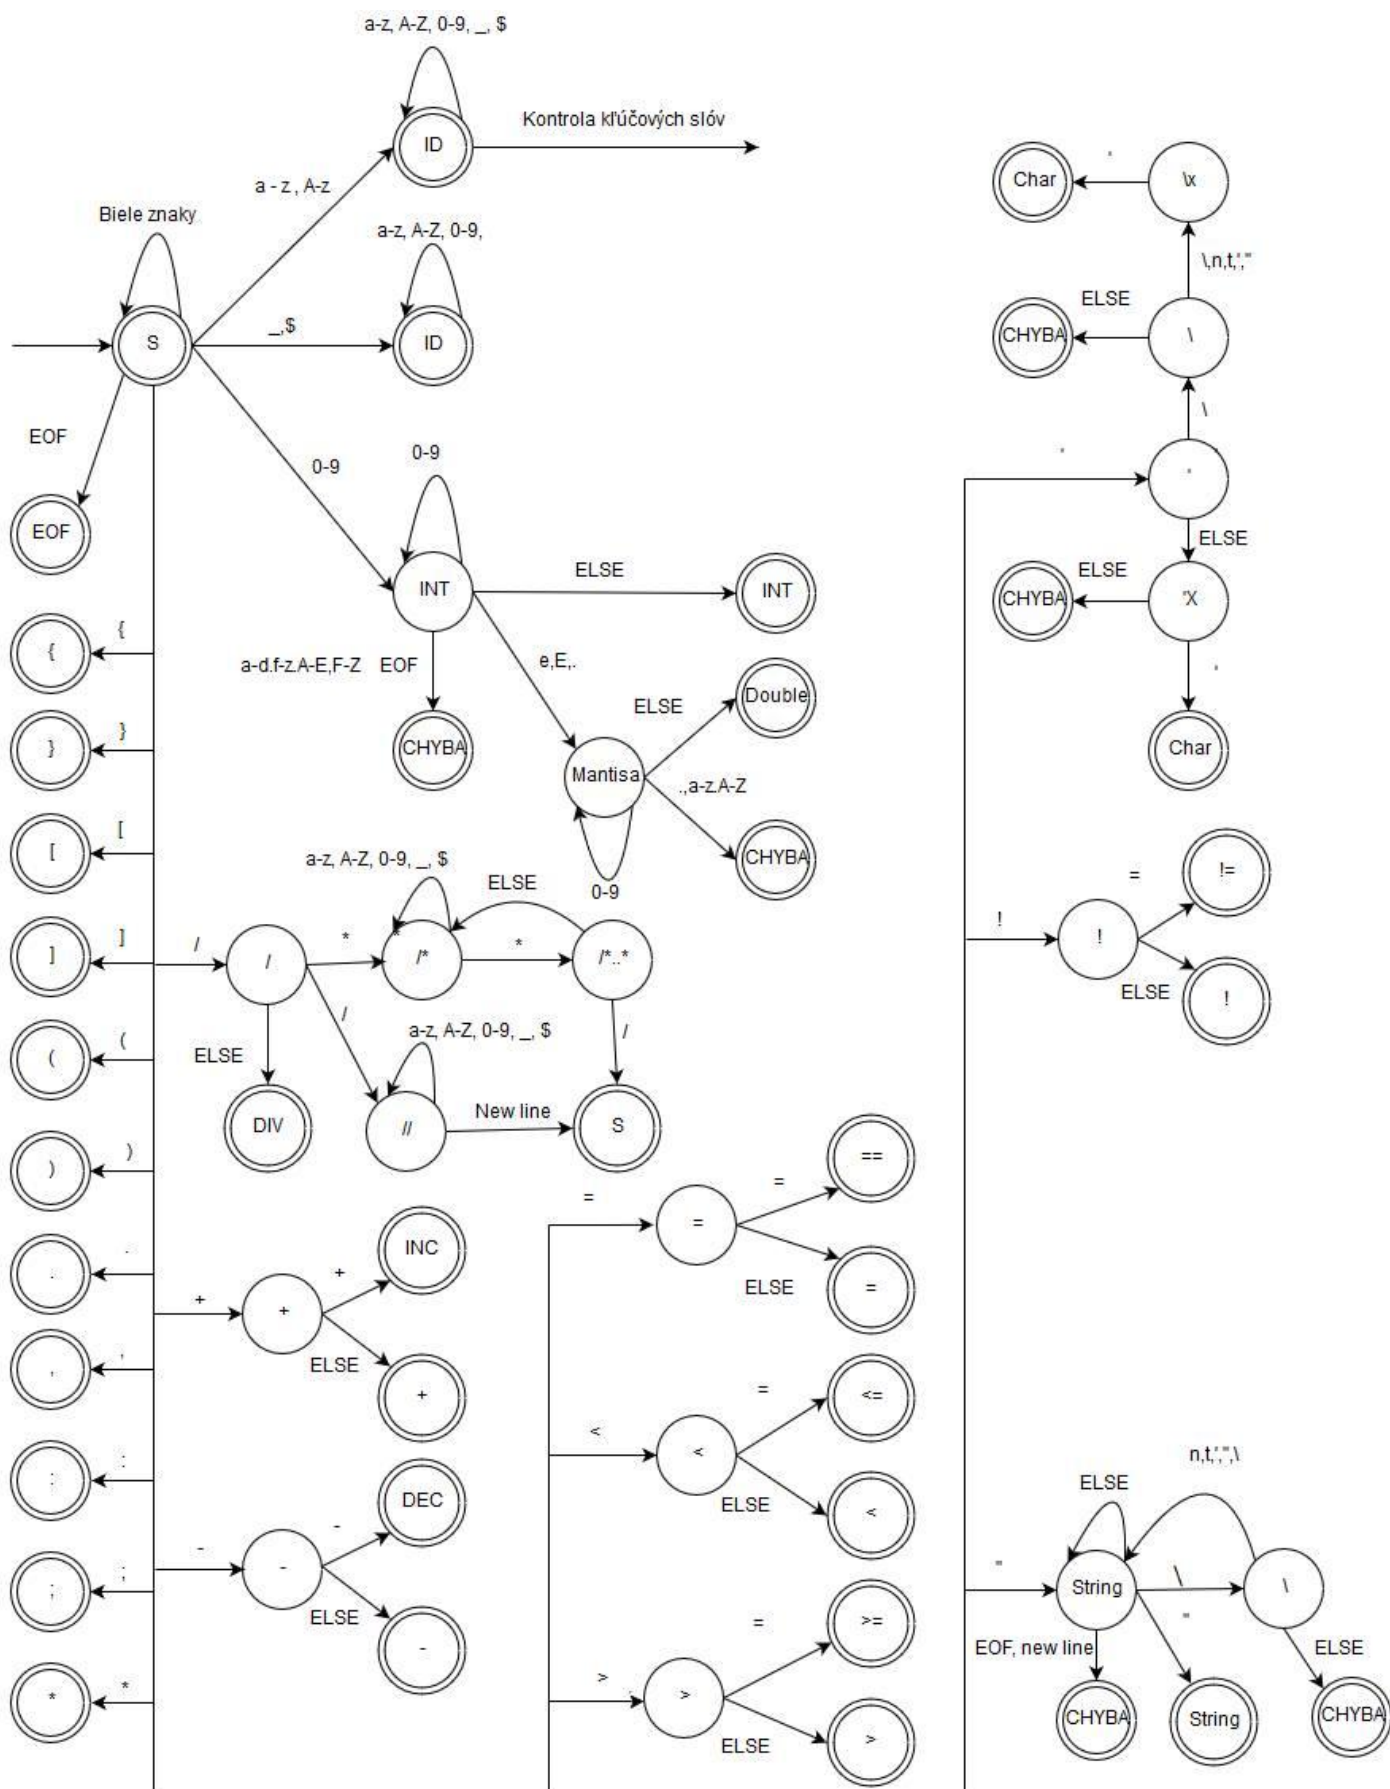 a-z, A-Z, 0-9, _, $
ID
Kontrola kľúčových slóv
a - z , A-z
Biele znaky
S
a-z, A-Z, 0-9,
_,$
ID
EOF
EOF
0-9
0-9
INT
ELSE
INT
a-d.f-z.A-E,F-Z
EOF
CHYBA
e,E,.
Mantisa
ELSE
Double
.,a-z.A-Z
CHYBA
0-9
{
{
}
}
[
[
]
]
(
(
)
)
.
.
,
,
:
:
;
;
*
*
/
/
*
a-z, A-Z, 0-9, _, $
*
/*
*
ELSE
/*..*
/
ELSE
DIV
/
a-z, A-Z, 0-9, _, $
//
New line
S
+
+
+
INC
ELSE
+
-
-
-
DEC
ELSE
-
=
=
=
==
ELSE
=
<
<
=
<=
ELSE
<
>
>
=
>=
ELSE
>
Char
'
\x
\,n,t,',"
CHYBA
ELSE
\
\
'
'
ELSE
CHYBA
ELSE
'X
'
Char
!
!
=
!=
ELSE
!
"
String
ELSE
n,t,',",\
\
\
"
EOF, new line
CHYBA
String
ELSE
CHYBA